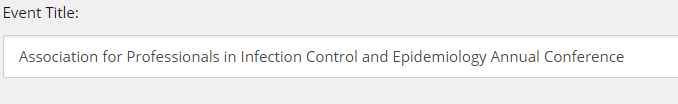 Event Title:
Association for Professionals in Infection Control and Epidemiology Annual Conference